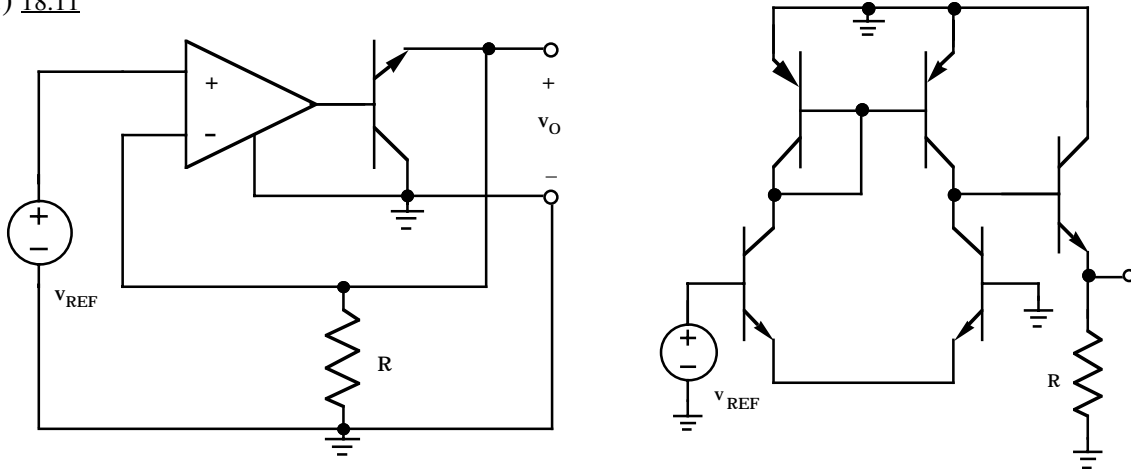 ) 18.11
+
−
+
v_O
−
+
−
v_REF
R
+
−
v_REF
R